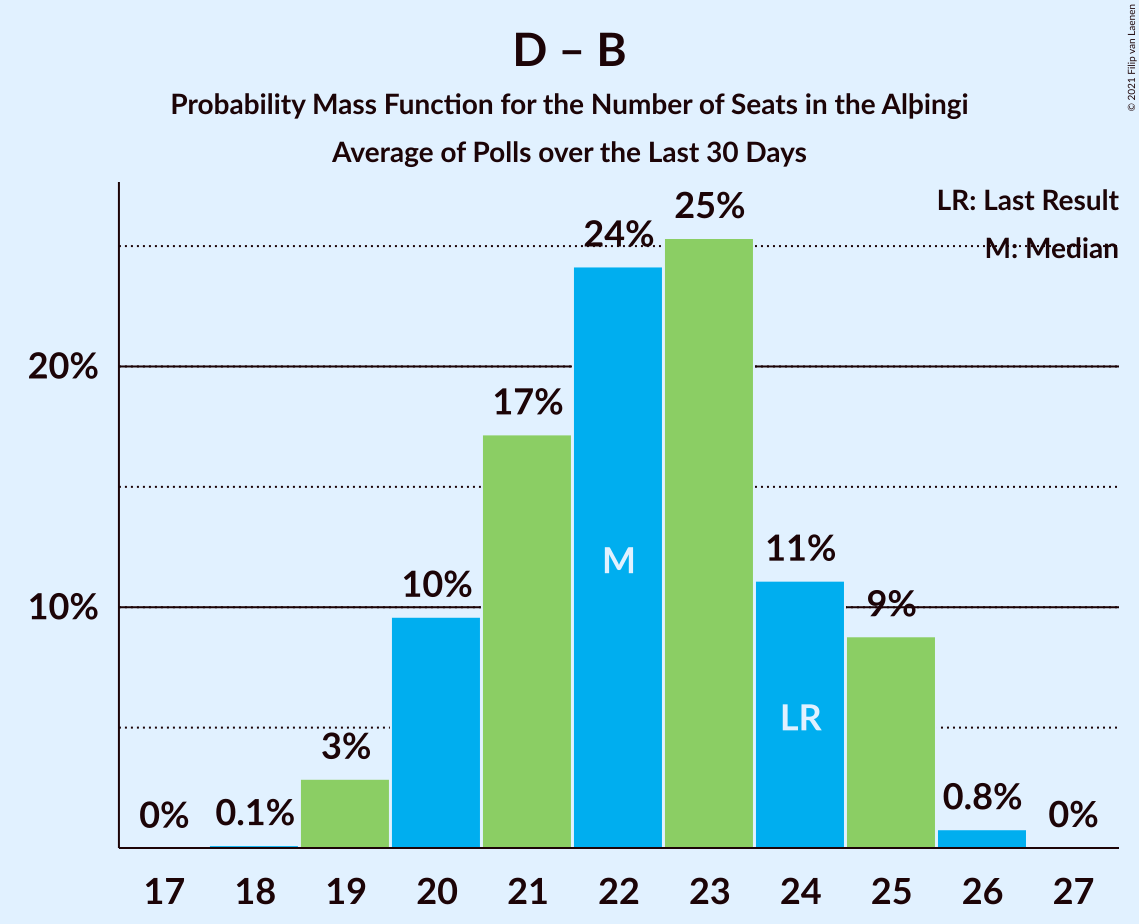 D – B
Probability Mass Function for the Number of Seats in the Alþingi
Average of Polls over the Last 30 Days
© 2021 Filip van Laenen
LR: Last Result
M: Median
25%
24%
20%
17%
11%
M
10%
9%
10%
LR
3%
0.8%
0%
0.1%
0%
17 18 19 20 21 22 23 24 25 26 27